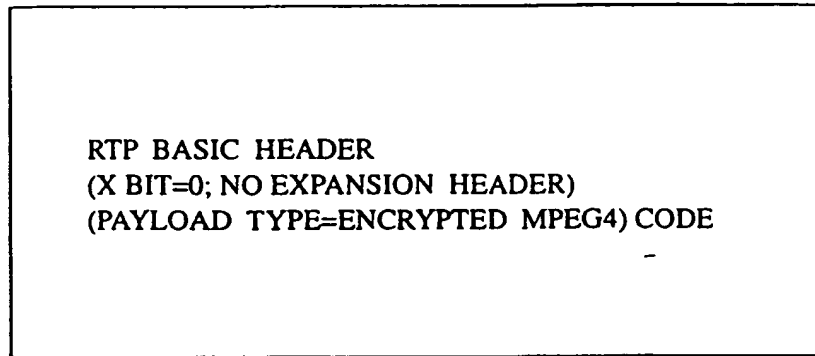 RTP BASIC HEADER
(X BIT=0; NO EXPANSION HEADER)
(PAYLOAD TYPE=ENCRYPTED MPEG4) CODE